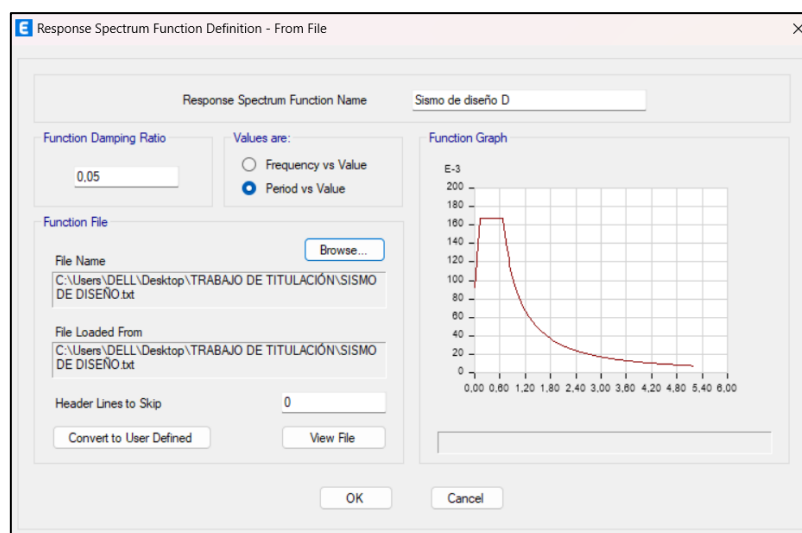 E Response Spectrum Function Definition - From File
Response Spectrum Function Name Sismo de diseño D
Function Damping Ratio
0,05
Values are:
Frequency vs Value
Period vs Value
Function File
Browse...
File Name
C:\Users\DELL\Desktop\TRABAJO DE TITULACIÓN\SISMO
DE DISEÑO.txt
File Loaded From
C:\Users\DELL\Desktop\TRABAJO DE TITULACIÓN\SISMO
DE DISEÑO.txt
Header Lines to Skip 0
Convert to User Defined View File
Function Graph
E-3
200
180
160
140
120
100
80
60
40
20
0
0,00 0,60 1,20 1,80 2,40 3,00 3,60 4,20 4,80 5,40 6,00
OK Cancel